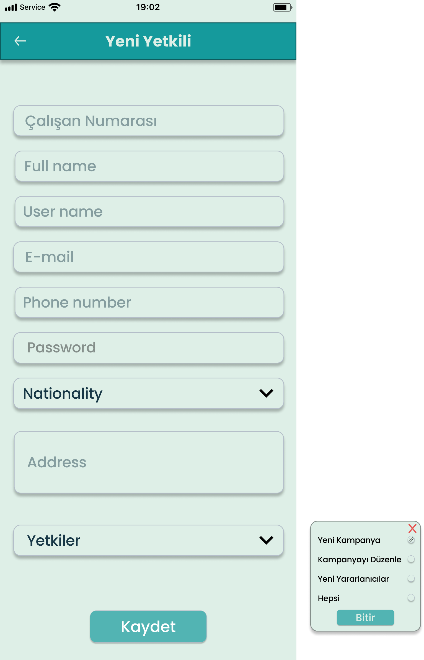 Service
19:02
Yeni Yetkili
Çalışan Numarası
Full name
User name
E-mail
Phone number
Password
Nationality
Address
Yetkiler
Kaydet
Yeni Kampanya
Kampanyayı Düzenle
Yeni Yararlanıcılar
Hepsi
Bitir